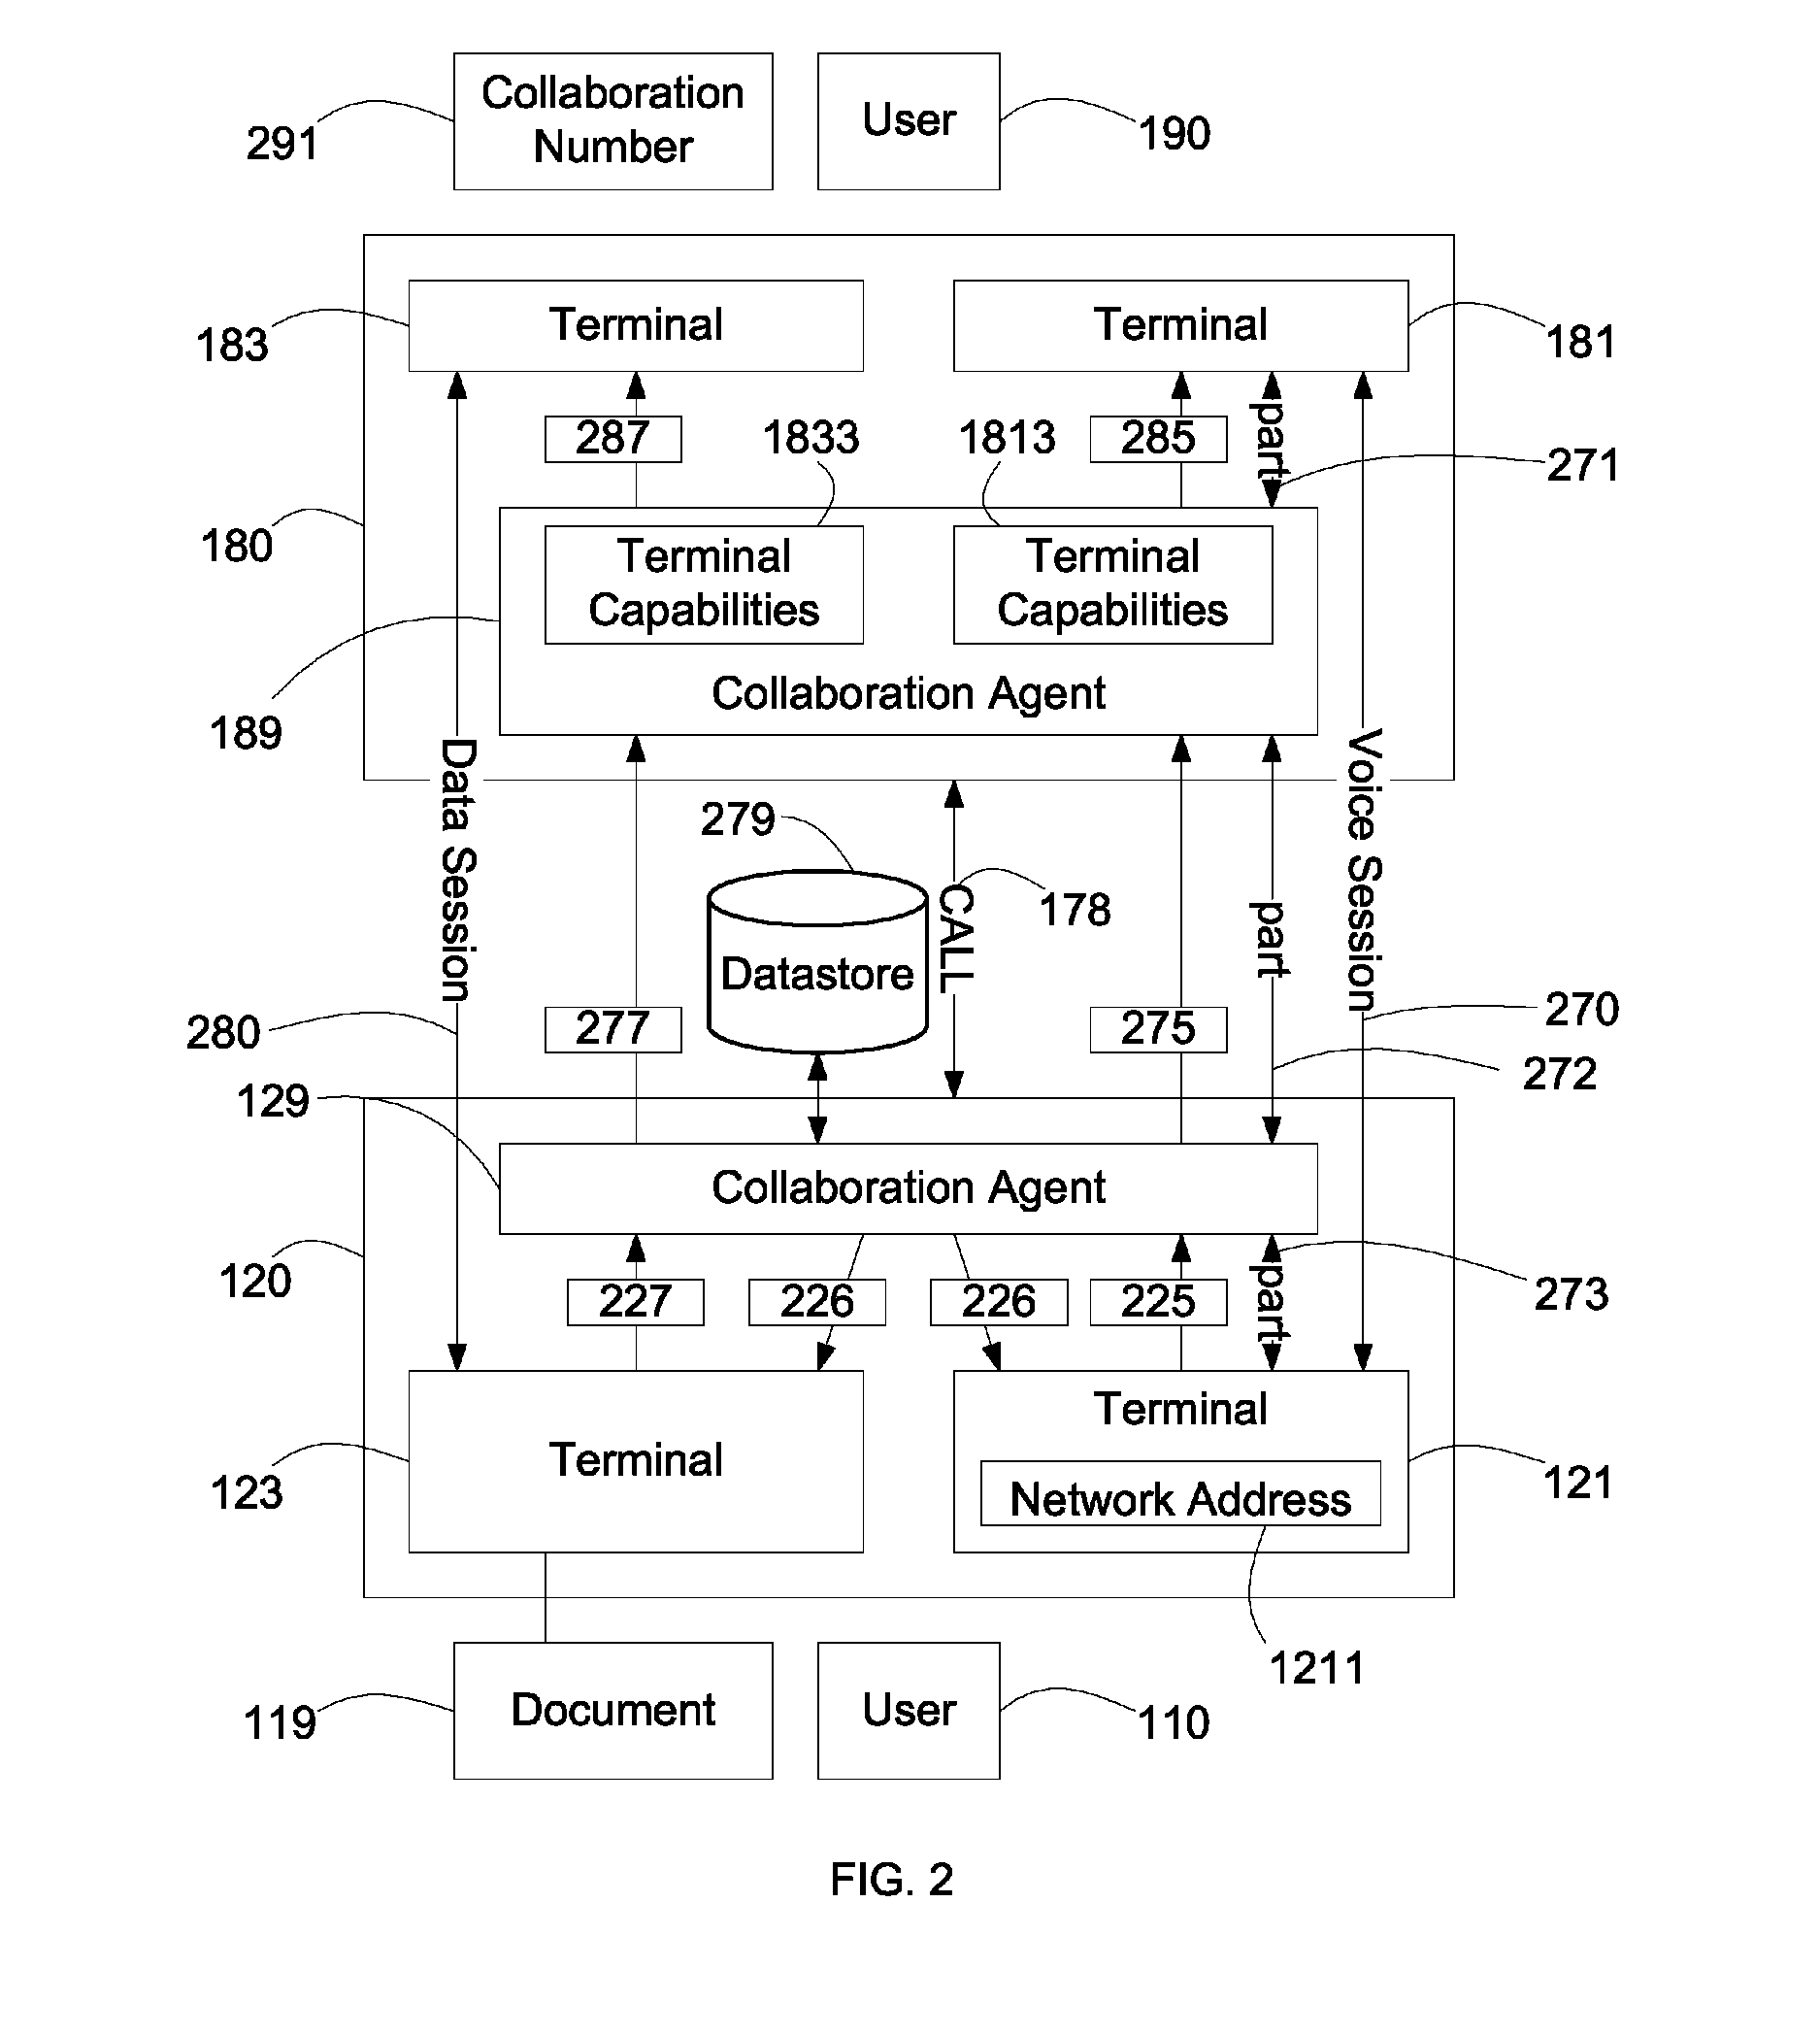 Collaboration
Number
User
291
190
Terminal
Terminal
183
181
287
1833
1813
285
part
271
180
Terminal
Capabilities
Terminal
Capabilities
189
Collaboration Agent
Data Session
Voice Session
279
CALL
178
part
Datastore
280
277
275
270
272
129
Collaboration Agent
120
227
226
226
225
part
273
Terminal
Terminal
123
121
Network Address
1211
119
Document
User
110
FIG. 2